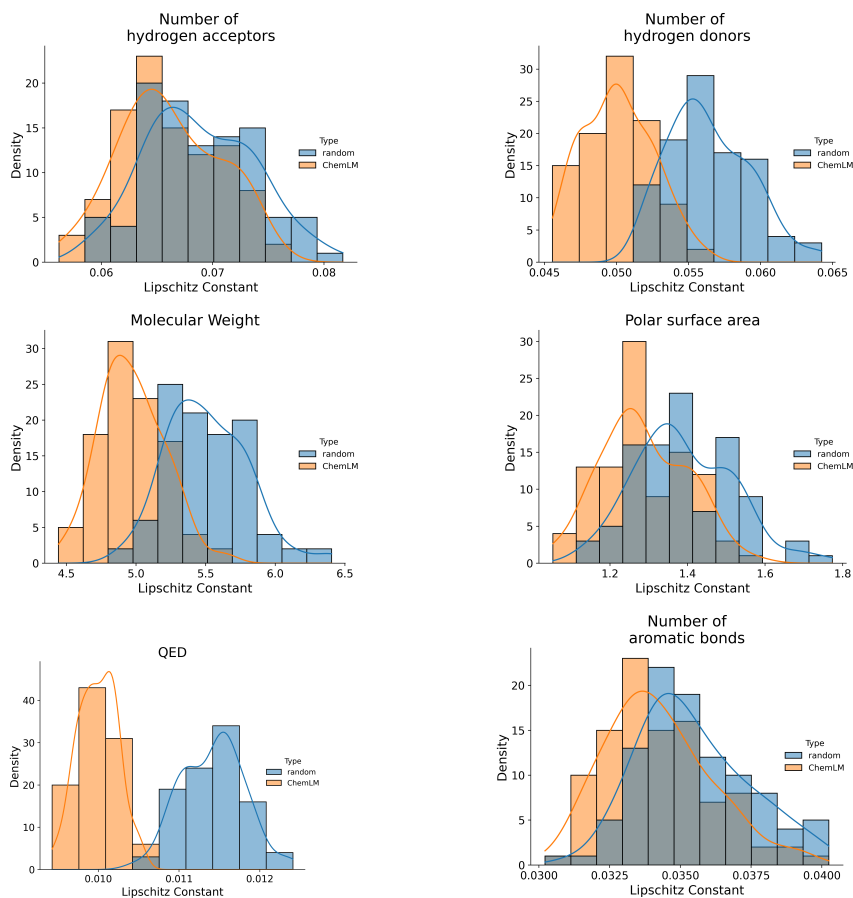 Number of
hydrogen acceptors
20
15
10
5
0
Density
0.06
0.07
0.08
Lipschitz Constant
Type
random
ChemLM
Number of
hydrogen donors
30
25
20
15
10
5
0
Density
0.045
0.050
0.055
0.060
0.065
Lipschitz Constant
Type
random
ChemLM
Molecular Weight
30
25
20
15
10
5
0
Density
4.5
5.0
5.5
6.0
6.5
Lipschitz Constant
Type
random
ChemLM
Polar surface area
30
25
20
15
10
5
0
Density
1.2
1.4
1.6
1.8
Lipschitz Constant
Type
random
ChemLM
QED
40
30
20
10
0
Density
0.010
0.011
0.012
Lipschitz Constant
Type
random
ChemLM
Number of
aromatic bonds
20
15
10
5
0
Density
0.0300
0.0325
0.0350
0.0375
0.0400
Lipschitz Constant
Type
random
ChemLM